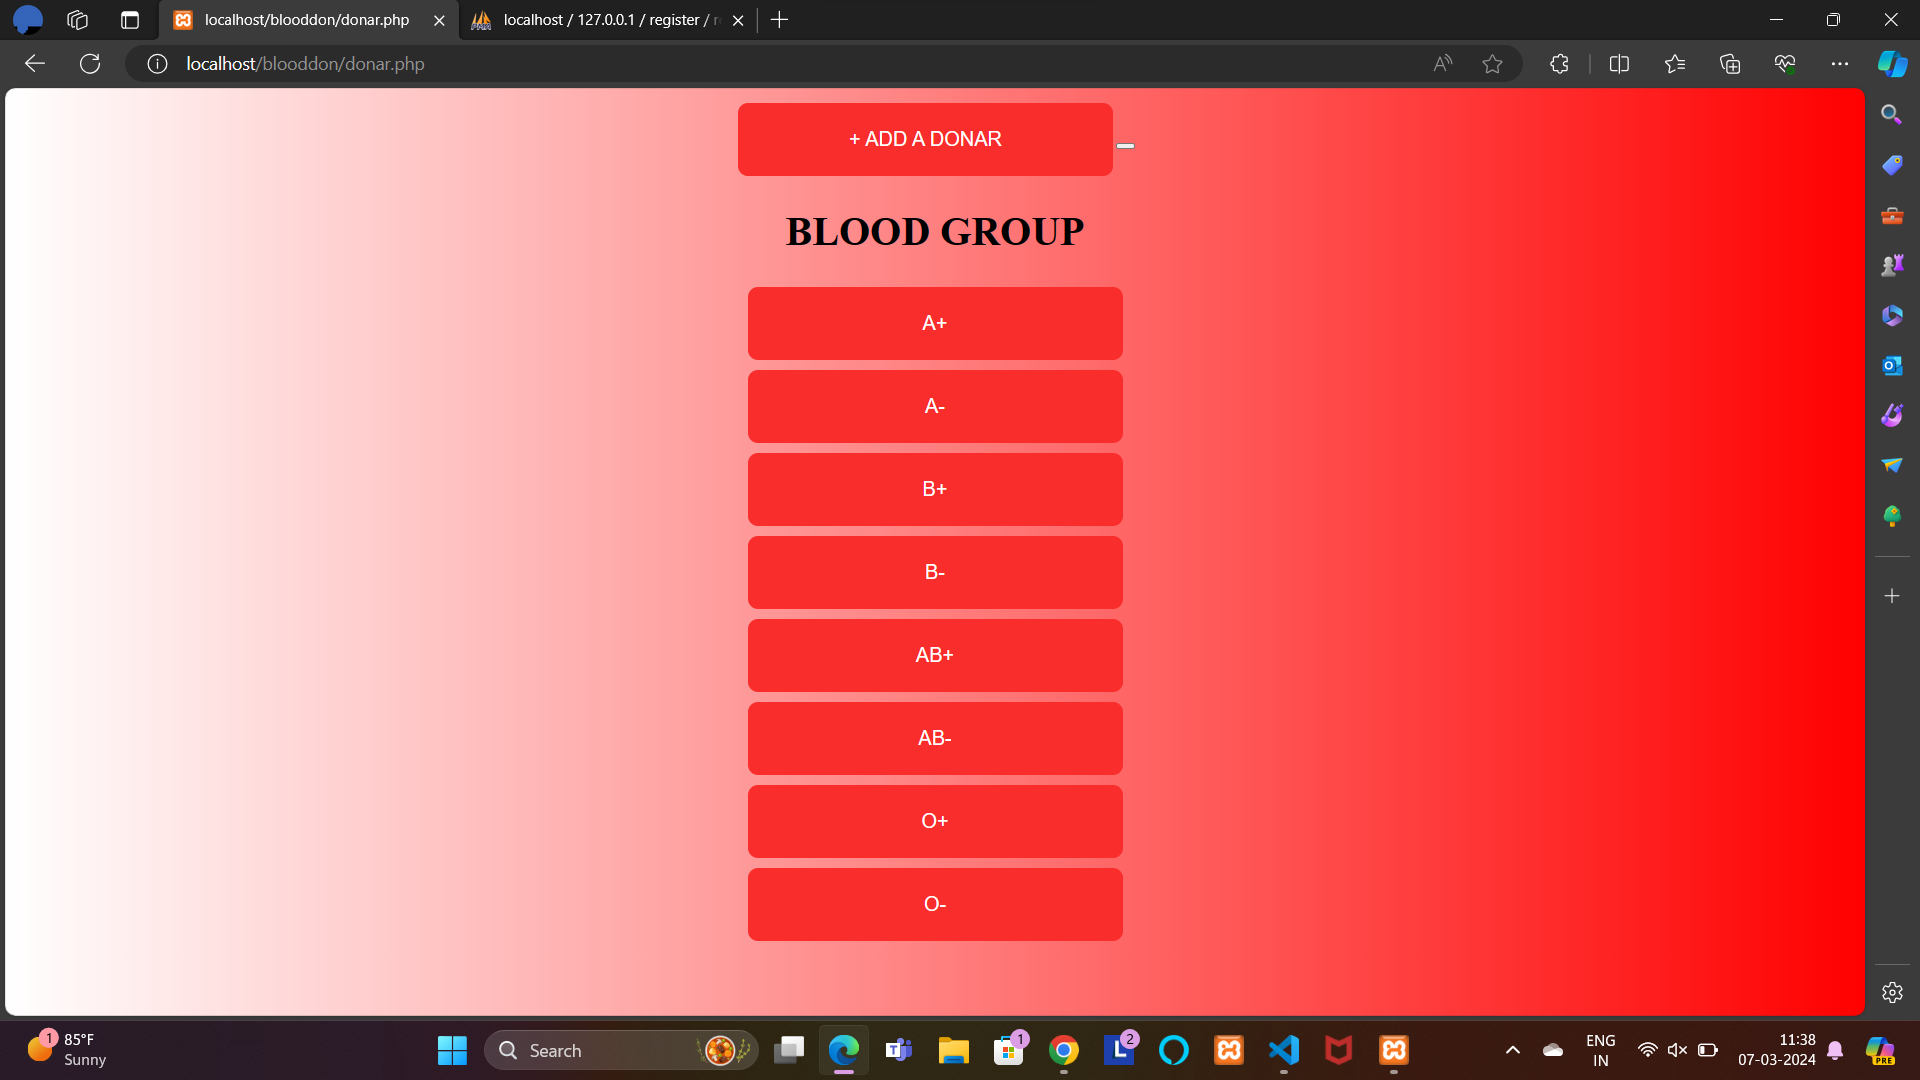 localhost/blooddon/donar.php
localhost / 127.0.0.1 / register /
localhost/blooddon/donar.php
+ ADD A DONAR
BLOOD GROUP
A+
A-
B+
B-
AB+
AB-
O+
O-
1
85°F
Sunny
Search
1
2
ENG
IN
11:38
07-03-2024
PRE